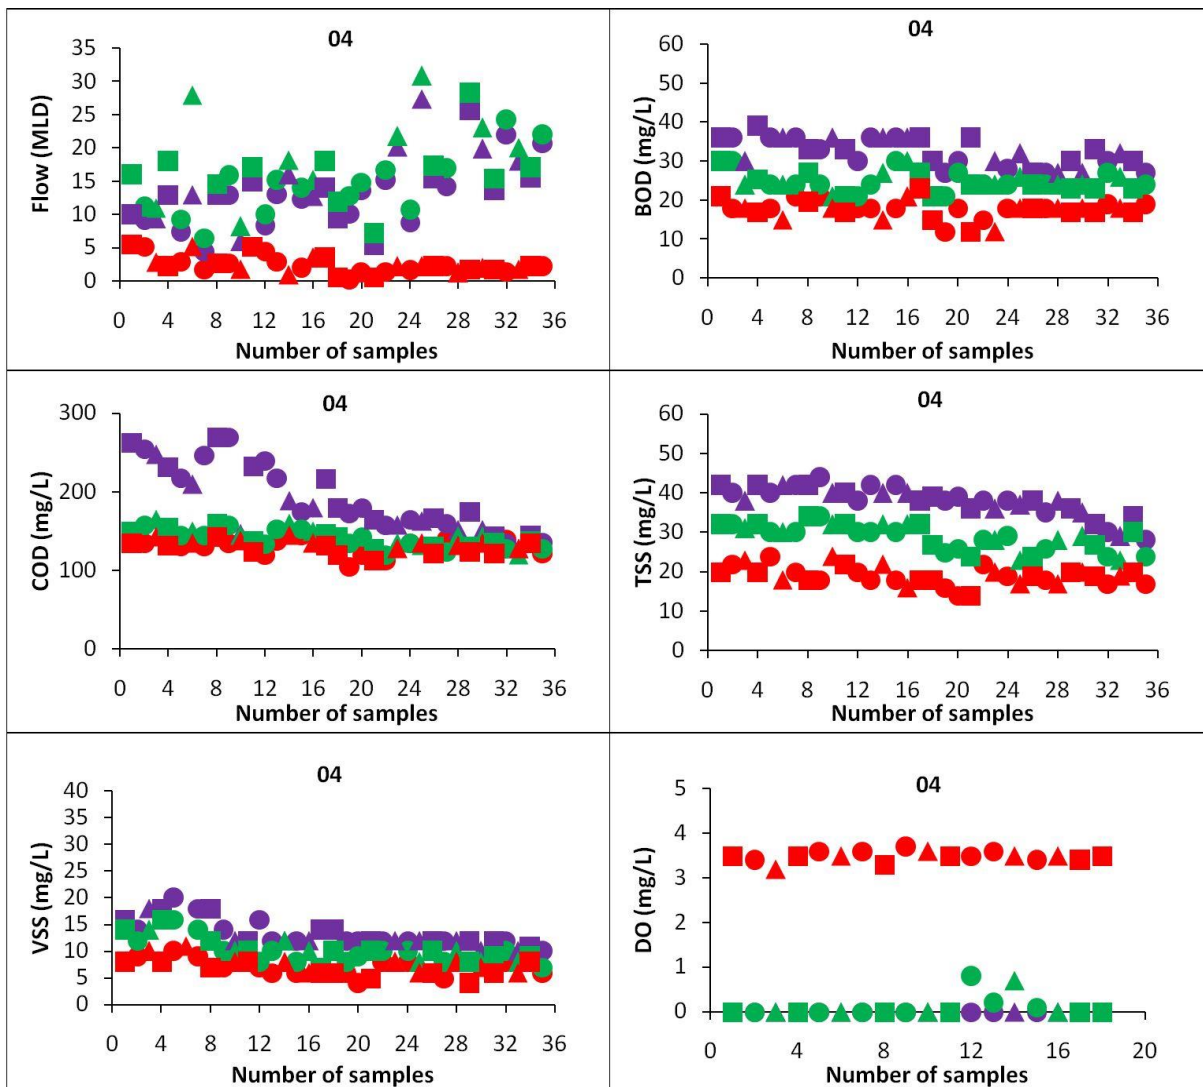 04
Flow (MLD)
35
30
25
20
15
10
5
0
0 4 8 12 16 20 24 28 32 36
Number of samples
04
BOD (mg/L)
60
50
40
30
20
10
0
0 4 8 12 16 20 24 28 32 36
Number of samples
04
COD (mg/L)
300
200
100
0
0 4 8 12 16 20 24 28 32 36
Number of samples
04
TSS (mg/L)
60
50
40
30
20
10
0
0 4 8 12 16 20 24 28 32 36
Number of samples
04
VSS (mg/L)
40
35
30
25
20
15
10
5
0
0 4 8 12 16 20 24 28 32 36
Number of samples
04
DO (mg/L)
5
4
3
2
1
0
0 4 8 12 16 20
Number of samples